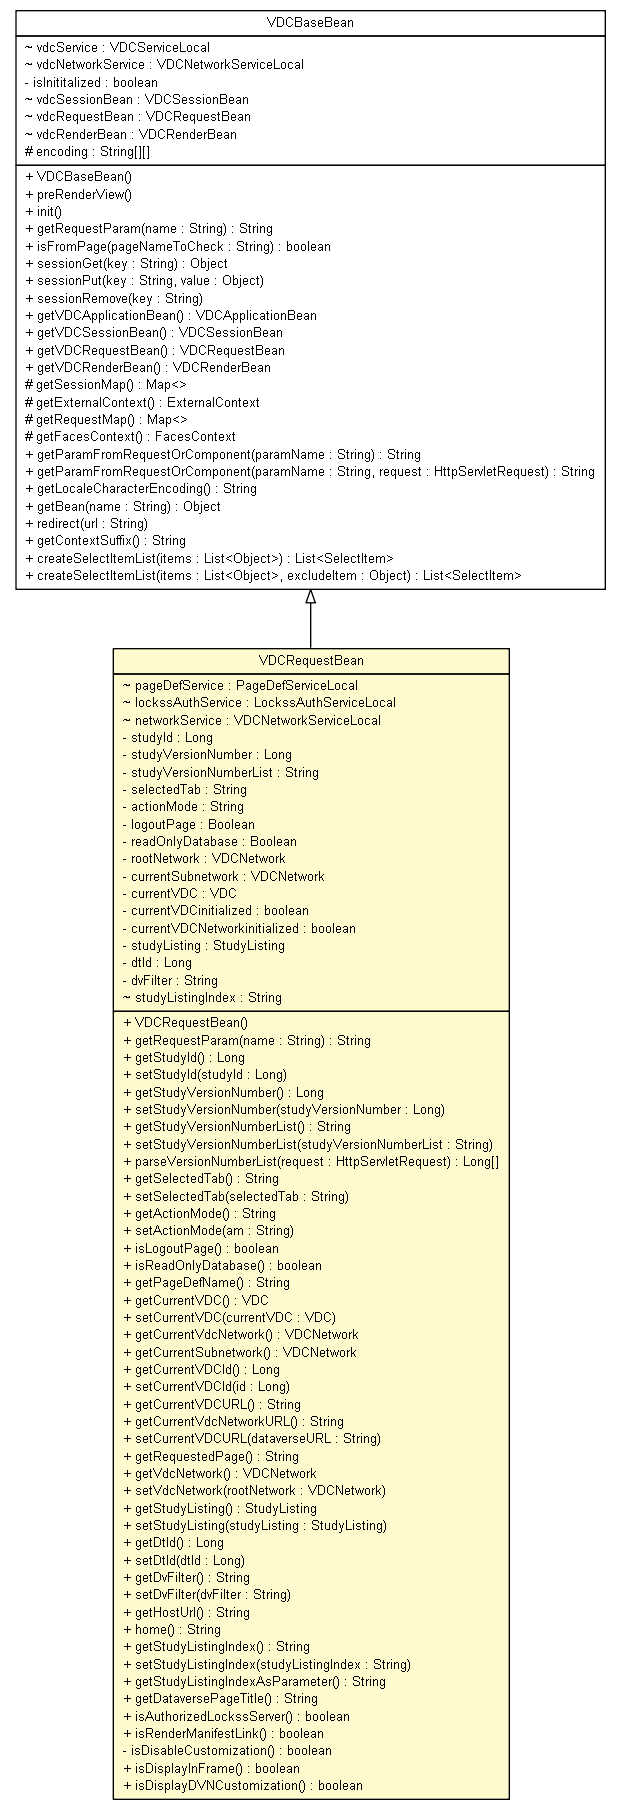 VDCBaseBean
~ vdcService : VDCServiceLocal
~ vdcNetworkService : VDCNetworkServiceLocal
- isInititalized : boolean
~ vdcSessionBean : VDCSessionBean
~ vdcRequestBean : VDCRequestBean
~ vdcRenderBean : VDCRenderBean
# encoding : String[][]
+ VDCBaseBean()
+ preRenderView()
+ init()
+ getRequestParam(name : String) : String
+ isFromPage(pageNameToCheck : String) : boolean
+ sessionGet(key : String) : Object
+ sessionPut(key : String, value : Object)
+ sessionRemove(key : String)
+ getVDCApplicationBean() : VDCApplicationBean
+ getVDCSessionBean() : VDCSessionBean
+ getVDCRequestBean() : VDCRequestBean
+ getVDCRenderBean() : VDCRenderBean
# getSessionMap() : Map<>
# getExternalContext() : ExternalContext
# getRequestMap() : Map<>
# getFacesContext() : FacesContext
+ getParamFromRequestOrComponent(paramName : String) : String
+ getParamFromRequestOrComponent(paramName : String, request : HttpServletRequest) : String
+ getLocaleCharacterEncoding() : String
+ getBean(name : String) : Object
+ redirect(url : String)
+ getContextSuffix() : String
+ createSelectItemList(items : List<Object>) : List<SelectItem>
+ createSelectItemList(items : List<Object>, excludeItem : Object) : List<SelectItem>
VDCRequestBean
~ pageDefService : PageDefServiceLocal
~ lockssAuthService : LockssAuthServiceLocal
~ networkService : VDCNetworkServiceLocal
- studyId : Long
- studyVersionNumber : Long
- studyVersionNumberList : String
- selectedTab : String
- actionMode : String
- logoutPage : Boolean
- readOnlyDatabase : Boolean
- rootNetwork : VDCNetwork
- currentSubnetwork : VDCNetwork
- currentVDC : VDC
- currentVDCinitialized : boolean
- currentVDCNetworkinitialized : boolean
- studyListing : StudyListing
- dtId : Long
- dvFilter : String
~ studyListingIndex : String
+ VDCRequestBean()
+ getRequestParam(name : String) : String
+ getStudyId() : Long
+ setStudyId(studyId : Long)
+ getStudyVersionNumber() : Long
+ setStudyVersionNumber(studyVersionNumber : Long)
+ getStudyVersionNumberList() : String
+ setStudyVersionNumberList(studyVersionNumberList : String)
+ parseVersionNumberList(request : HttpServletRequest) : Long[]
+ getSelectedTab() : String
+ setSelectedTab(selectedTab : String)
+ getActionMode() : String
+ setActionMode(am : String)
+ isLogoutPage() : boolean
+ isReadOnlyDatabase() : boolean
+ getPageDefName() : String
+ getCurrentVDC() : VDC
+ setCurrentVDC(currentVDC : VDC)
+ getCurrentVdcNetwork() : VDCNetwork
+ getCurrentSubnetwork() : VDCNetwork
+ getCurrentVDCId() : Long
+ setCurrentVDCId(id : Long)
+ getCurrentVDCURL() : String
+ getCurrentVdcNetworkURL() : String
+ setCurrentVDCURL(dataverseURL : String)
+ getRequestedPage() : String
+ getVdcNetwork() : VDCNetwork
+ setVdcNetwork(rootNetwork : VDCNetwork)
+ getStudyListing() : StudyListing
+ setStudyListing(studyListing : StudyListing)
+ getDtId() : Long
+ setDtId(dtId : Long)
+ getDvFilter() : String
+ setDvFilter(dvFilter : String)
+ getHostUrl() : String
+ home() : String
+ getStudyListingIndex() : String
+ setStudyListingIndex(studyListingIndex : String)
+ getStudyListingIndexAsParameter() : String
+ getDataversePageTitle() : String
+ isAuthorizedLockssServer() : boolean
+ isRenderManifestLink() : boolean
- isDisableCustomization() : boolean
+ isDisplayInFrame() : boolean
+ isDisplayDVNCustomization() : boolean